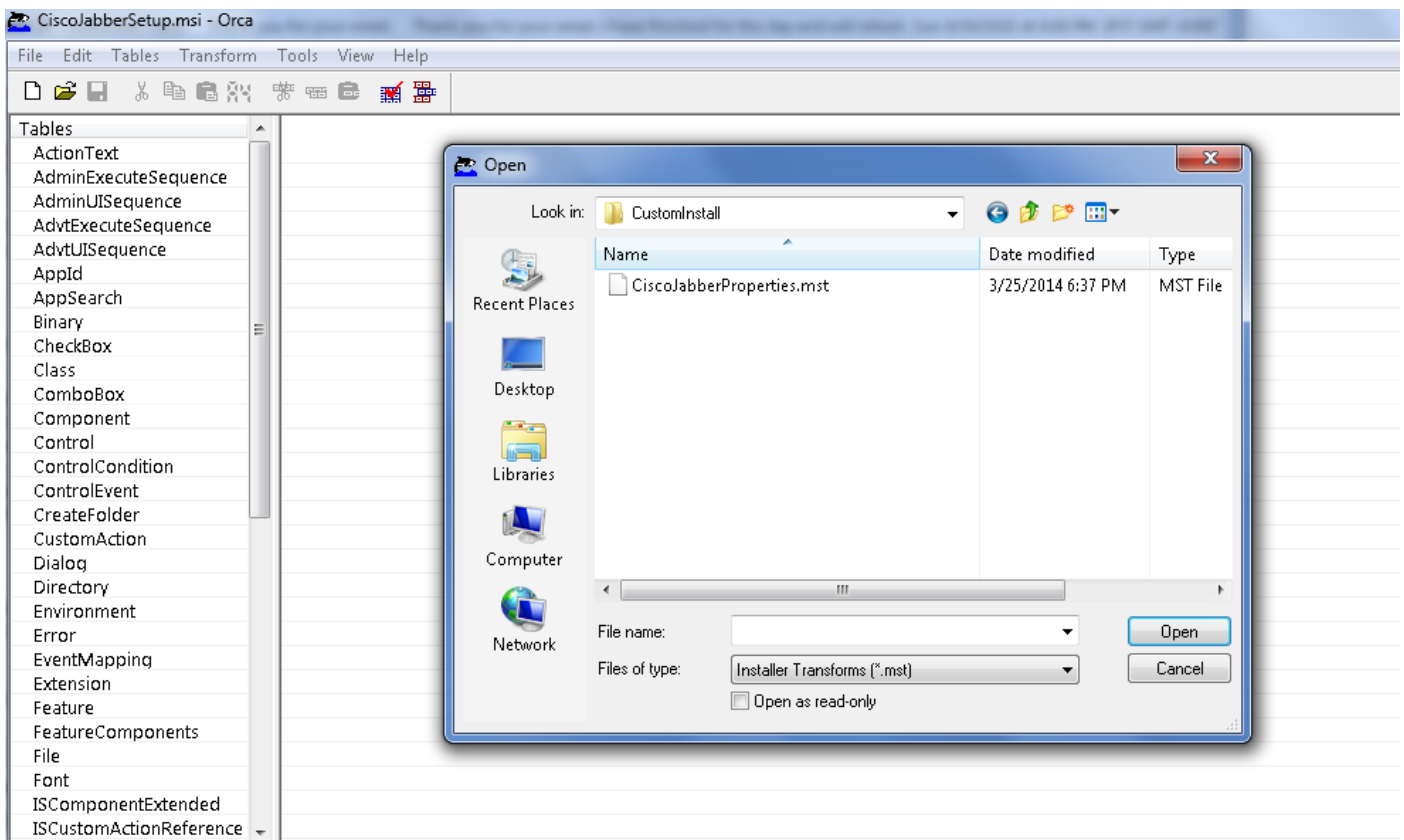 CiscoJabberSetup.msi - Orca
File Edit Tables Transform Tools View Help
Tables
ActionText
AdminExecuteSequence
AdminUISequence
AdvtExecuteSequence
AdvtUISequence
AppId
AppSearch
Binary
CheckBox
Class
ComboBox
Component
Control
ControlCondition
ControlEvent
CreateFolder
CustomAction
Dialog
Directory
Environment
Error
EventMapping
Extension
Feature
FeatureComponents
File
Font
ISComponentExtended
ISCustomActionReference
Open
Look in: CustomInstall
Name Date modified Type
CiscoJabberProperties.mst 3/25/2014 6:37 PM MST File
Recent Places
Desktop
Libraries
Computer
Network
File name: Open
Files of type: Installer Transforms (*.mst) Cancel
Open as read-only